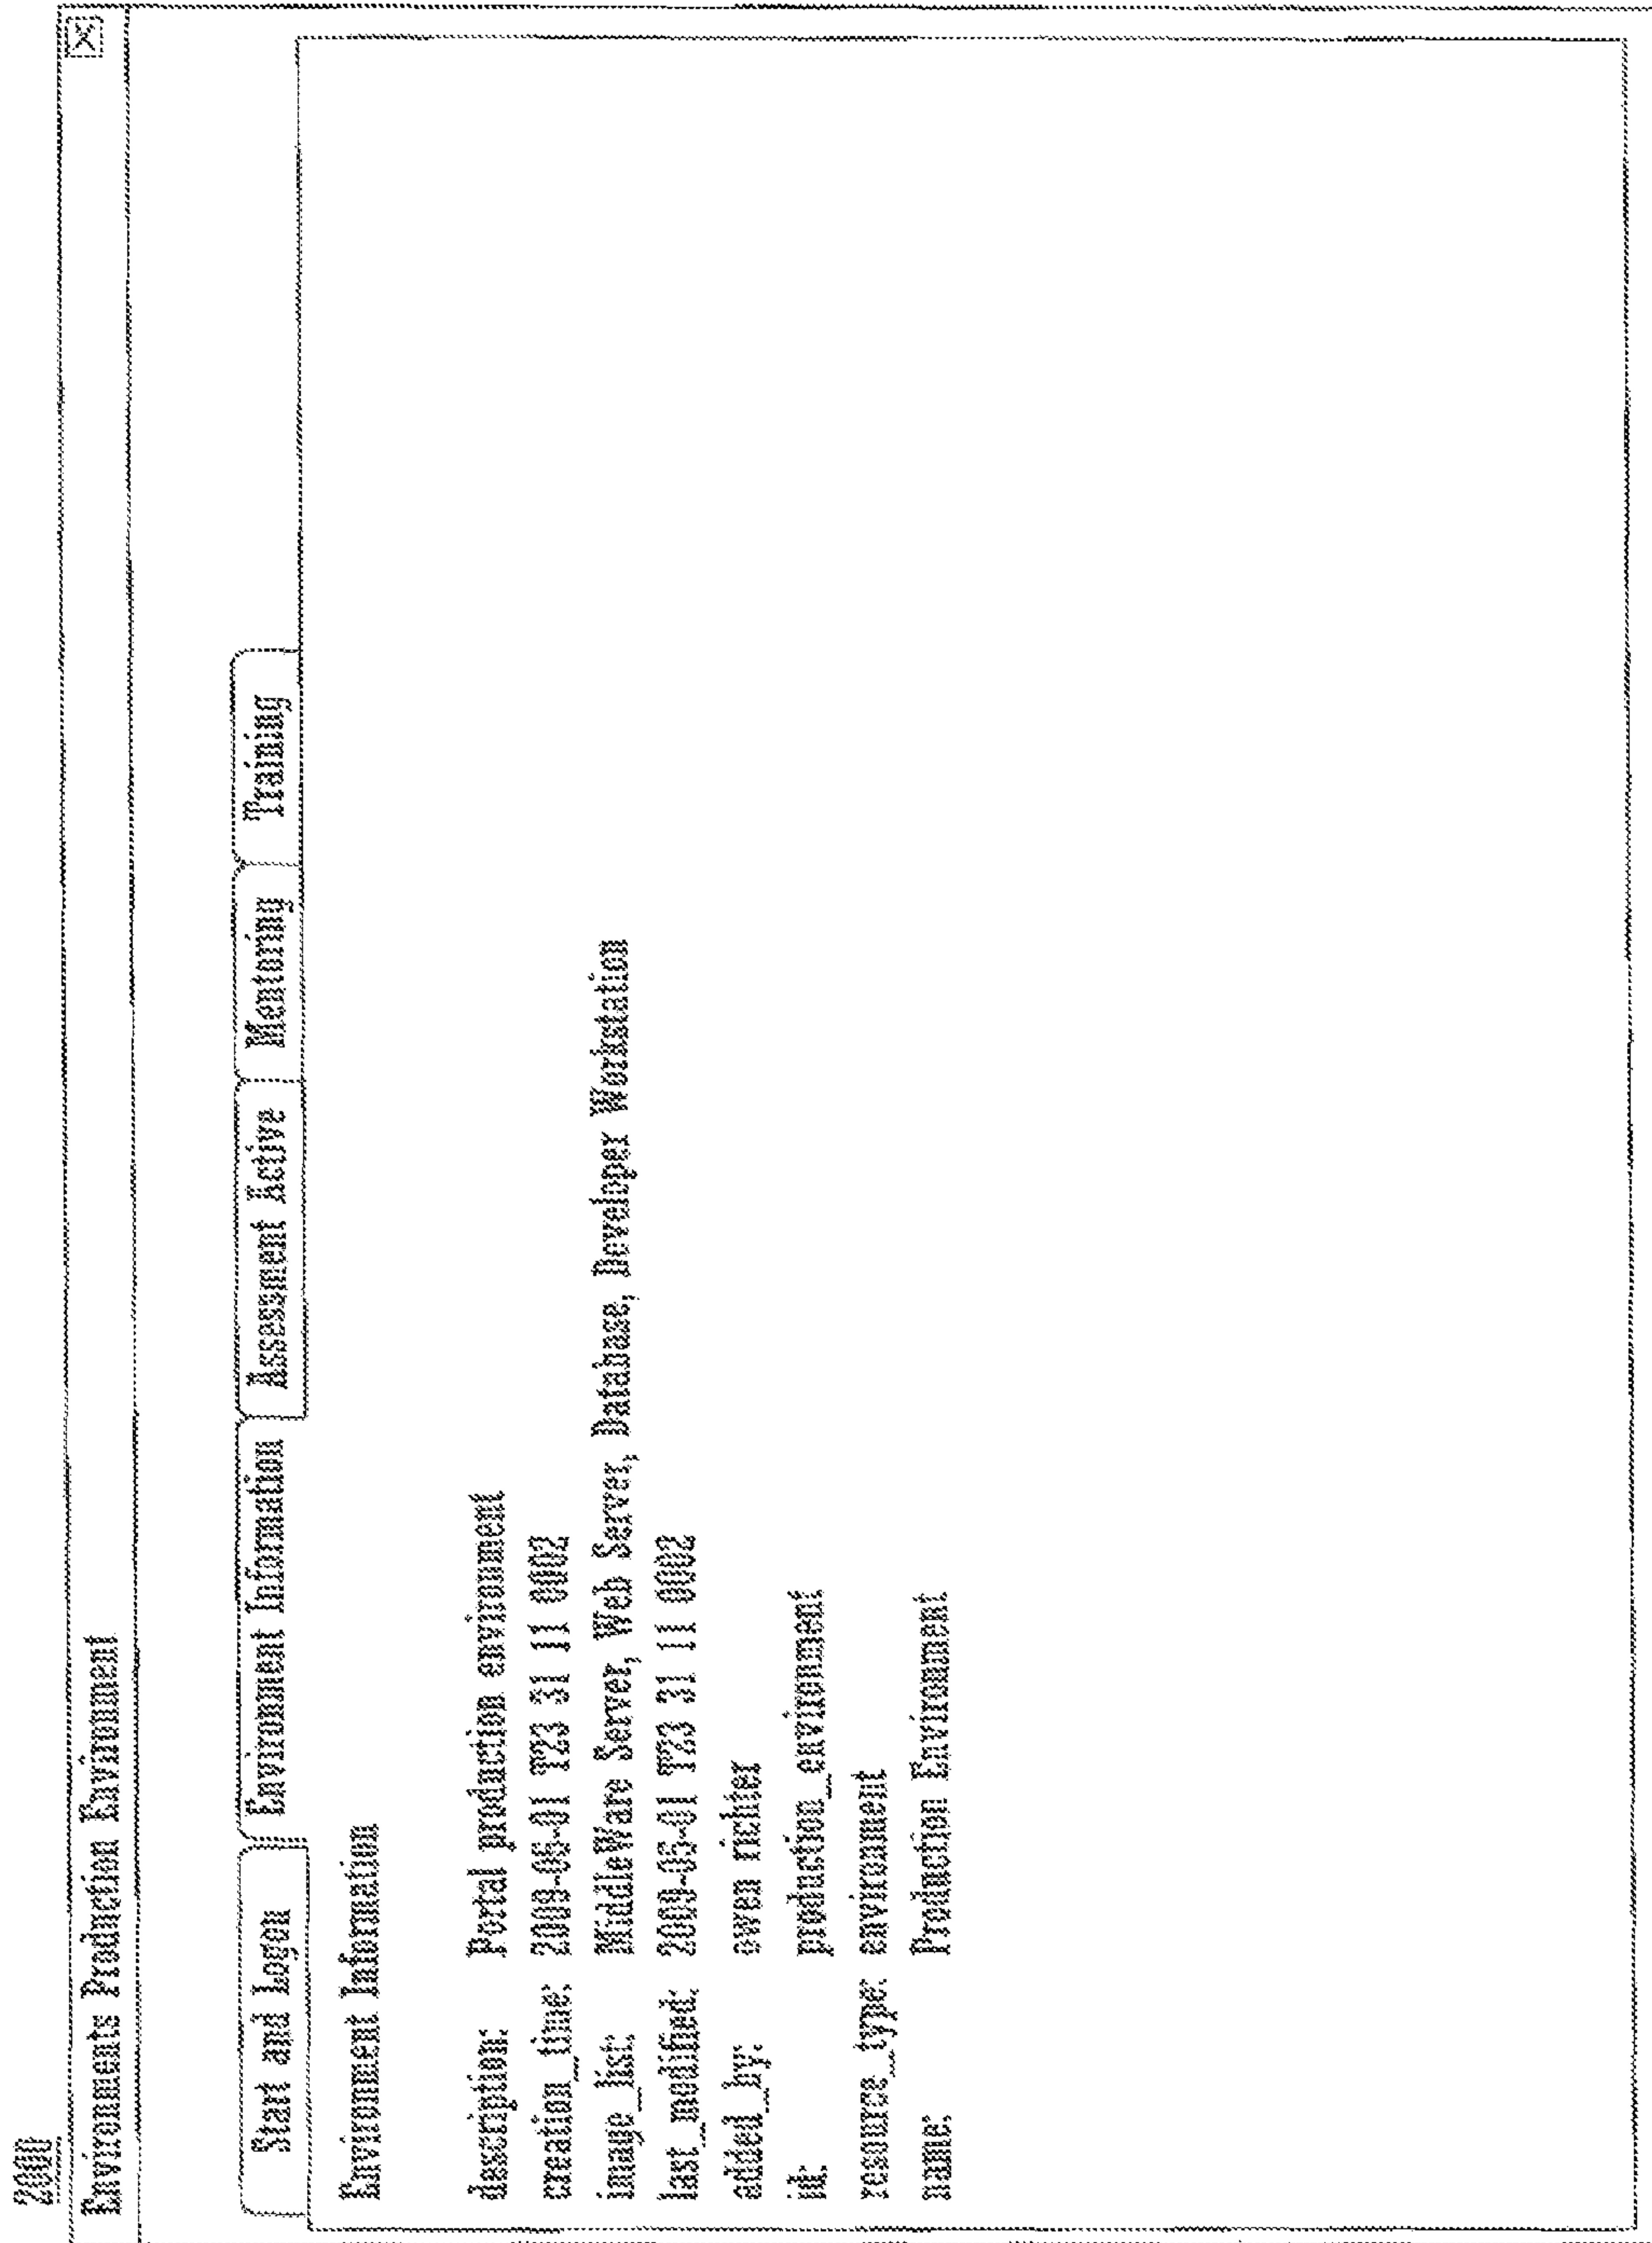 2000
Environments Production Environment
Start and Logon Environment Information Assessment Active Mentoring Training
Environment Information
description: Portal production environment
creation_time: 2009-06-01 T23 31 11 0002
image_list: MiddleWare Server, Web Server, Database, Developer Workstation
last_modified: 2009-05-01 T23 31 11 0002
added_by: owen richter
id: production_environment
resource_type: environment
name: Production Environment